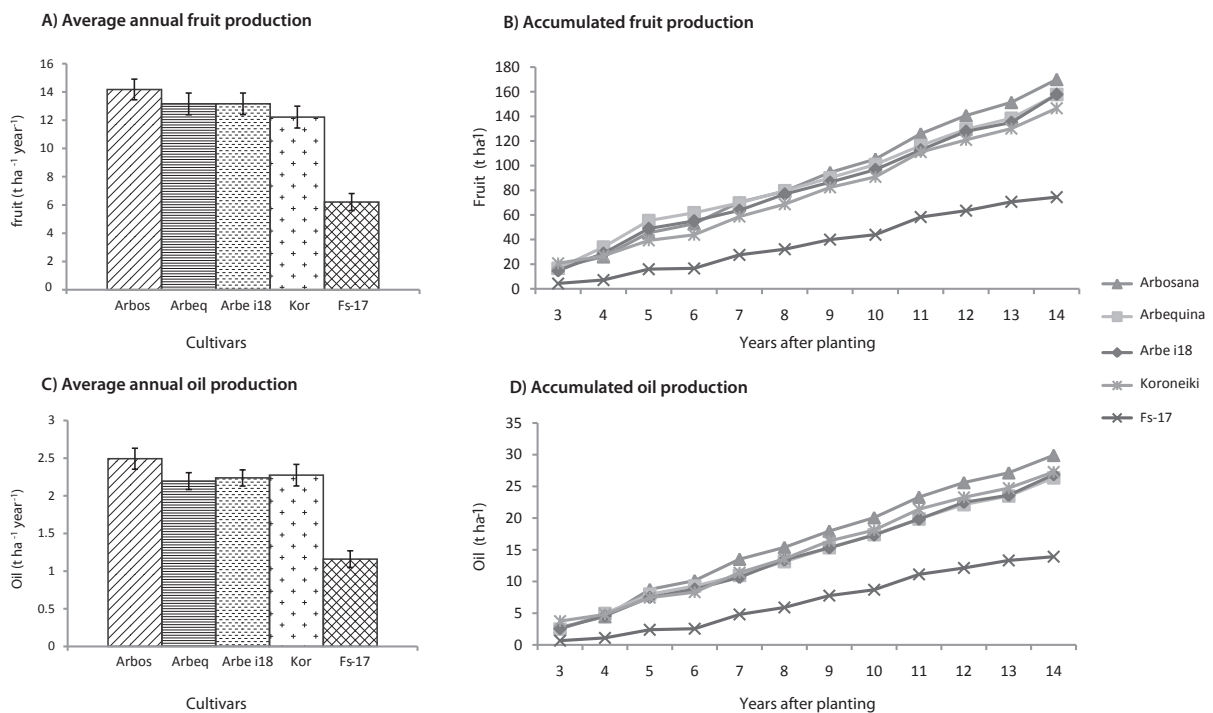 A) Average annual fruit production
fruit (t ha⁻¹ year⁻¹)
16
14
12
10
8
6
4
2
0
Arbos Arbeq Arbe i18 Kor Fs-17
Cultivars
B) Accumulated fruit production
Fruit (t ha⁻¹)
180
160
140
120
100
80
60
40
20
0
3 4 5 6 7 8 9 10 11 12 13 14
Years after planting
Arbosana
Arbequina
Arbe i18
Koroneiki
Fs-17
C) Average annual oil production
Oil (t ha⁻¹ year⁻¹)
3
2.5
2
1.5
1
0.5
0
Arbos Arbeq Arbe i18 Kor Fs-17
Cultivars
D) Accumulated oil production
Oil (t ha⁻¹)
35
30
25
20
15
10
5
0
3 4 5 6 7 8 9 10 11 12 13 14
Years after planting